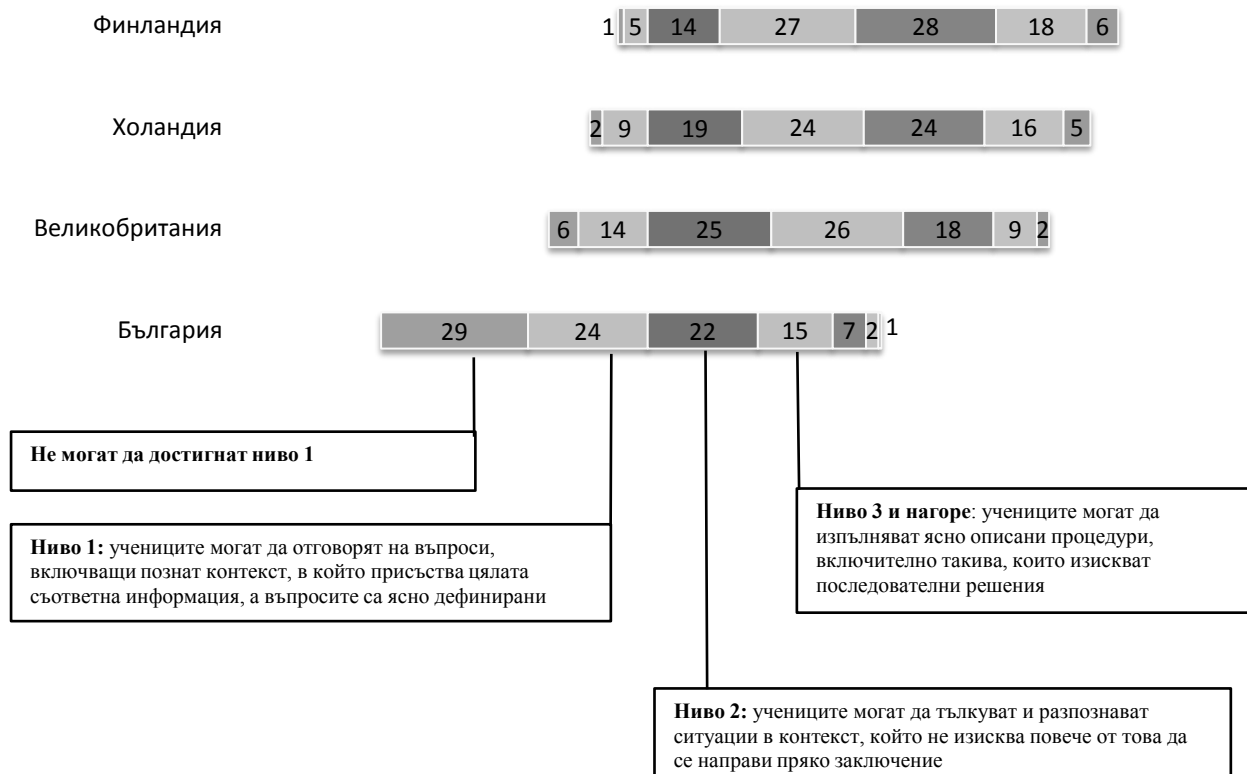 Финландия
1 5 14 27 28 18 6
Холандия
2 9 19 24 24 16 5
Великобритания
6 14 25 26 18 9 2
България
29 24 22 15 7 2 1
Не могат да достигнат ниво 1
Ниво 1: учениците могат да отговорят на въпроси,
включващи познат контекст, в който присъства цялата
съответна информация, а въпросите са ясно дефинирани
Ниво 3 и нагоре: учениците могат да
изпълняват ясно описани процедури,
включително такива, които изискват
последователни решения
Ниво 2: учениците могат да тълкуват и разпознават
ситуации в контекст, който не изисква повече от това да
се направи пряко заключение